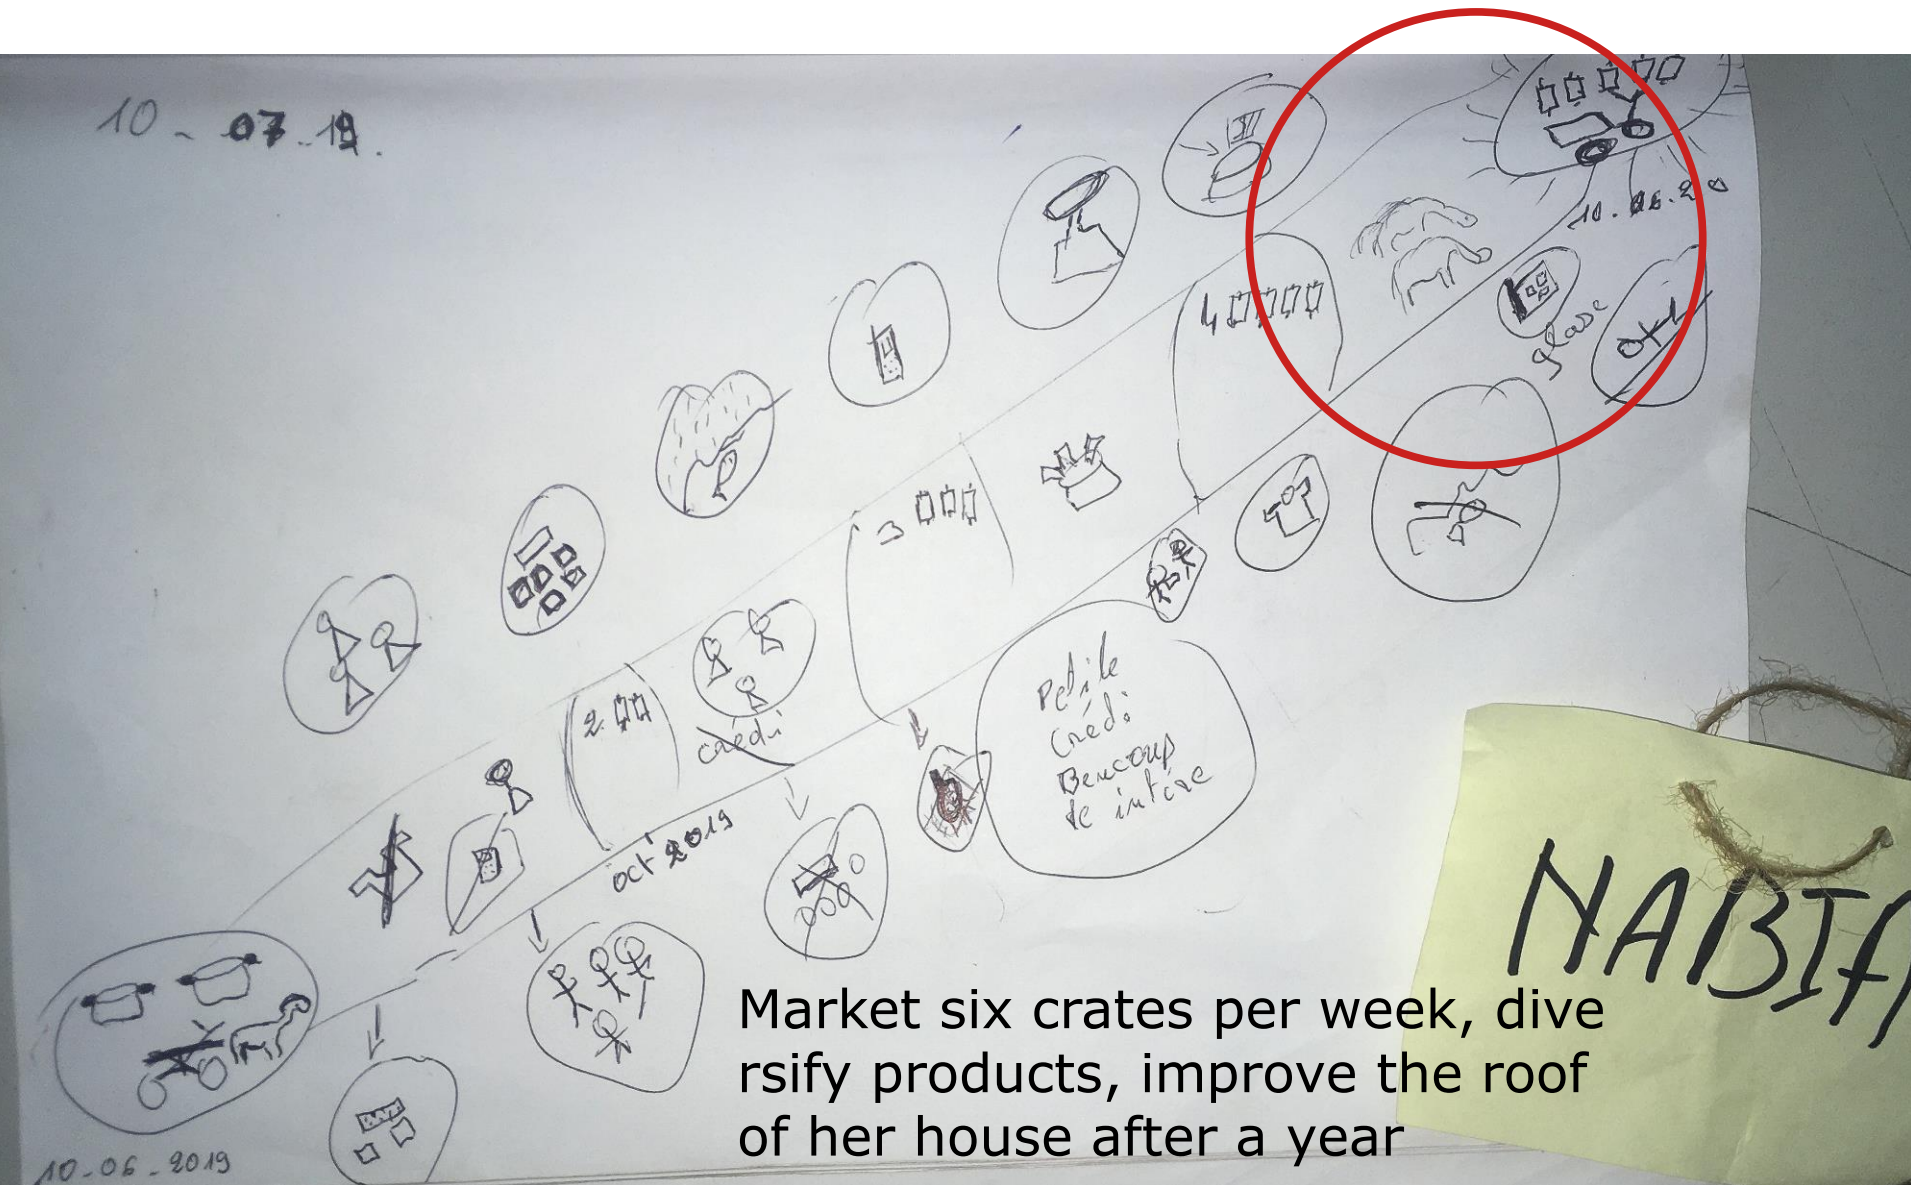 10 - 07 - 19.
10.06.20
4
glase
3
2
crédi
Petite
Crédi
Beucoup
de intére
oct 2019
NABIf
10-06-2019
Market six crates per week, dive
rsify products, improve the roof
of her house after a year